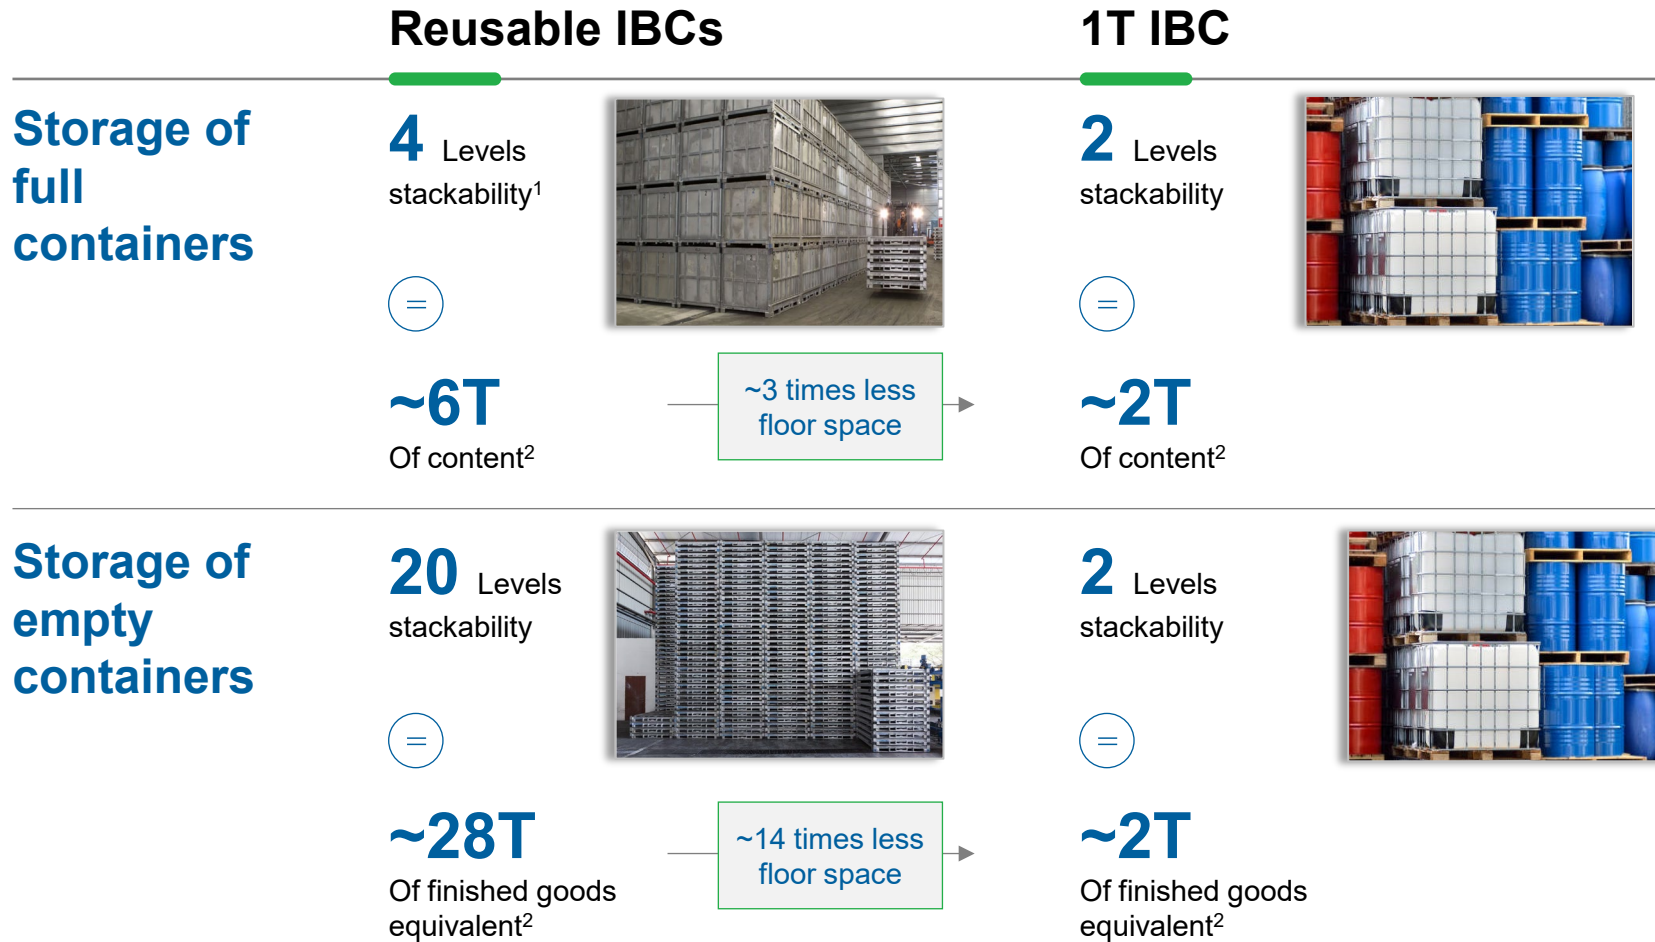 Reusable IBCs
1T IBC
Storage of
full
containers
4 Levels
stackability¹
=
~6T
Of content²
~3 times less
floor space
2 Levels
stackability
=
~2T
Of content²
Storage of
empty
containers
20 Levels
stackability
=
~28T
Of finished goods
equivalent²
~14 times less
floor space
2 Levels
stackability
=
~2T
Of finished goods
equivalent²